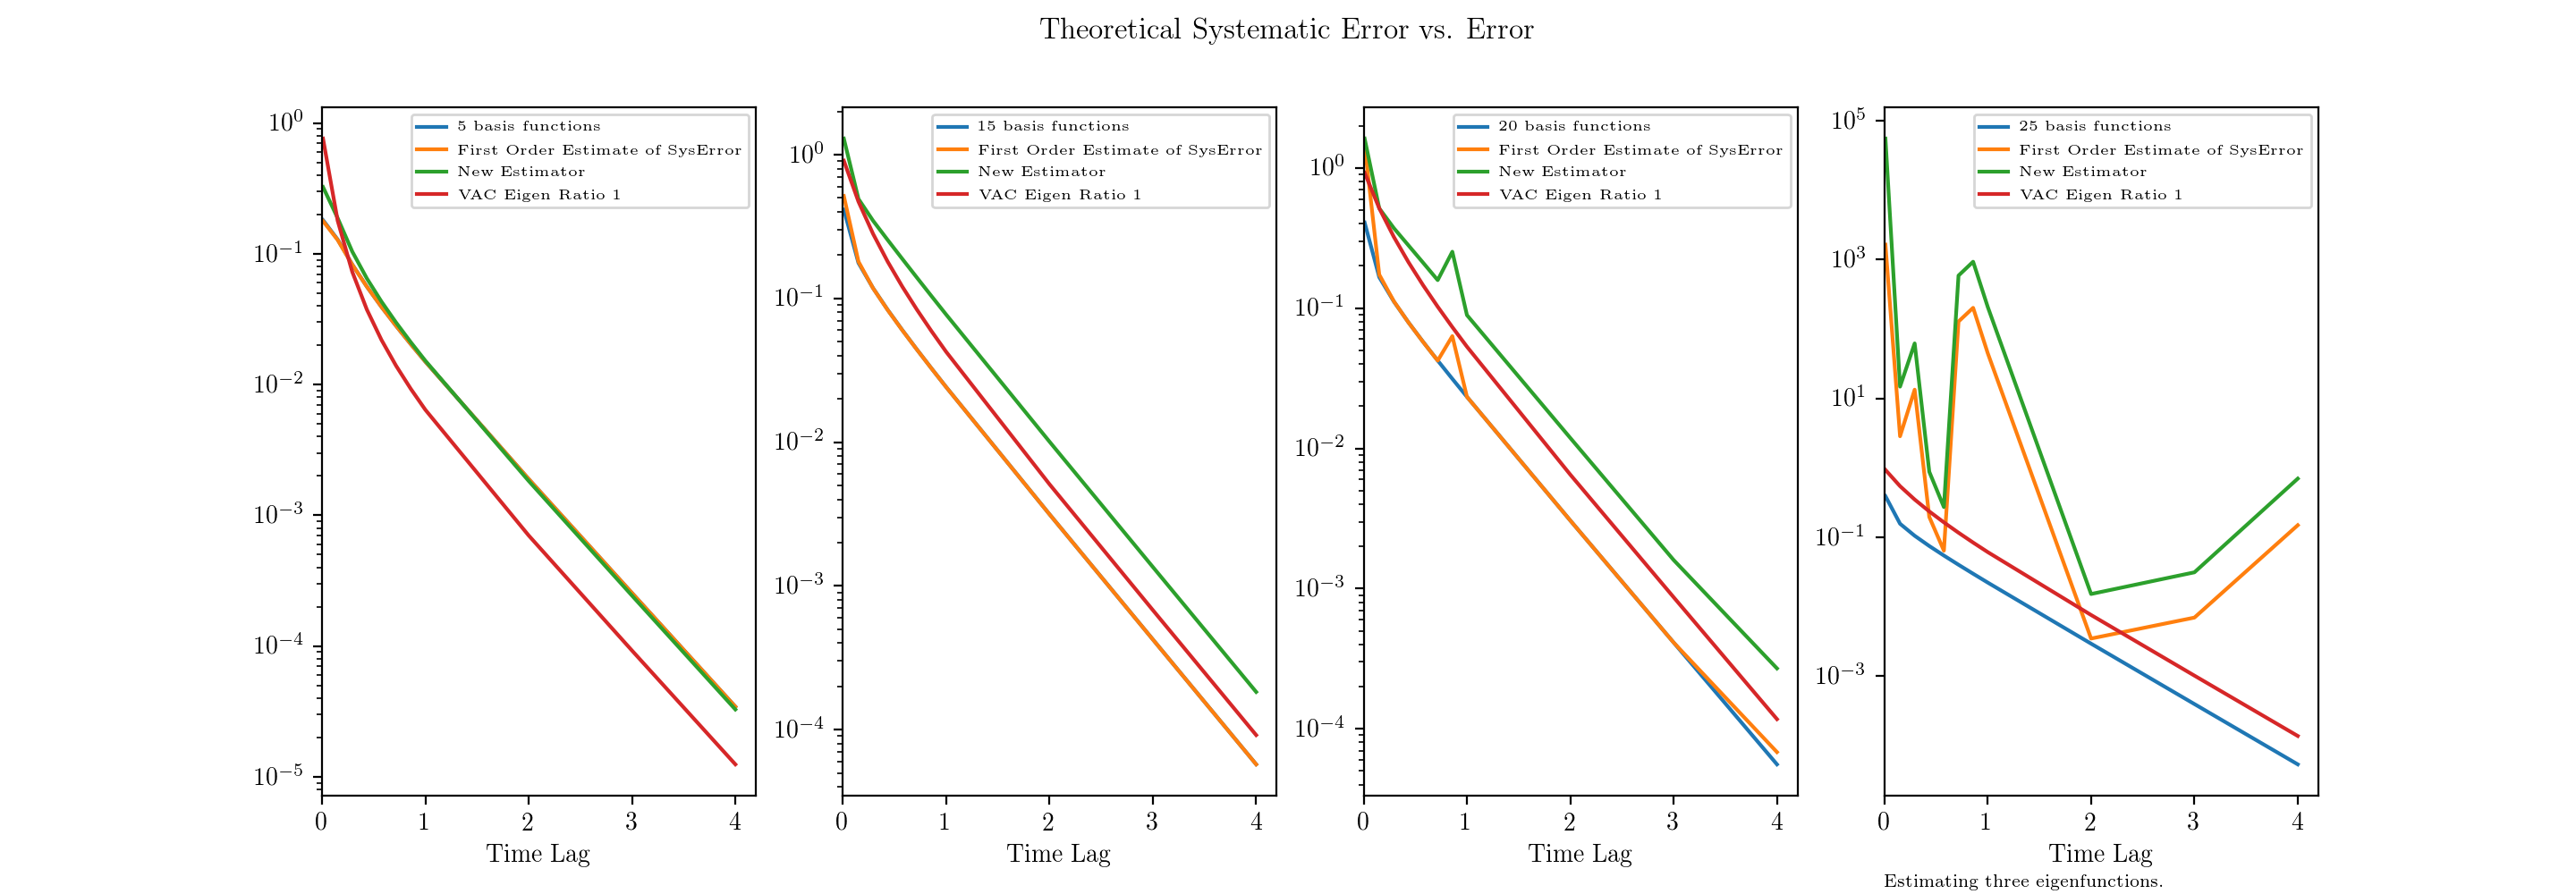 Theoretical Systematic Error vs. Error
10^0
10^-1
10^-2
10^-3
10^-4
10^-5
5 basis functions
First Order Estimate of SysError
New Estimator
VAC Eigen Ratio 1
0 1 2 3 4
Time Lag
10^0
10^-1
10^-2
10^-3
10^-4
15 basis functions
First Order Estimate of SysError
New Estimator
VAC Eigen Ratio 1
0 1 2 3 4
Time Lag
10^0
10^-1
10^-2
10^-3
10^-4
20 basis functions
First Order Estimate of SysError
New Estimator
VAC Eigen Ratio 1
0 1 2 3 4
Time Lag
10^5
10^3
10^1
10^-1
10^-3
25 basis functions
First Order Estimate of SysError
New Estimator
VAC Eigen Ratio 1
0 1 2 3 4
Time Lag
Estimating three eigenfunctions.